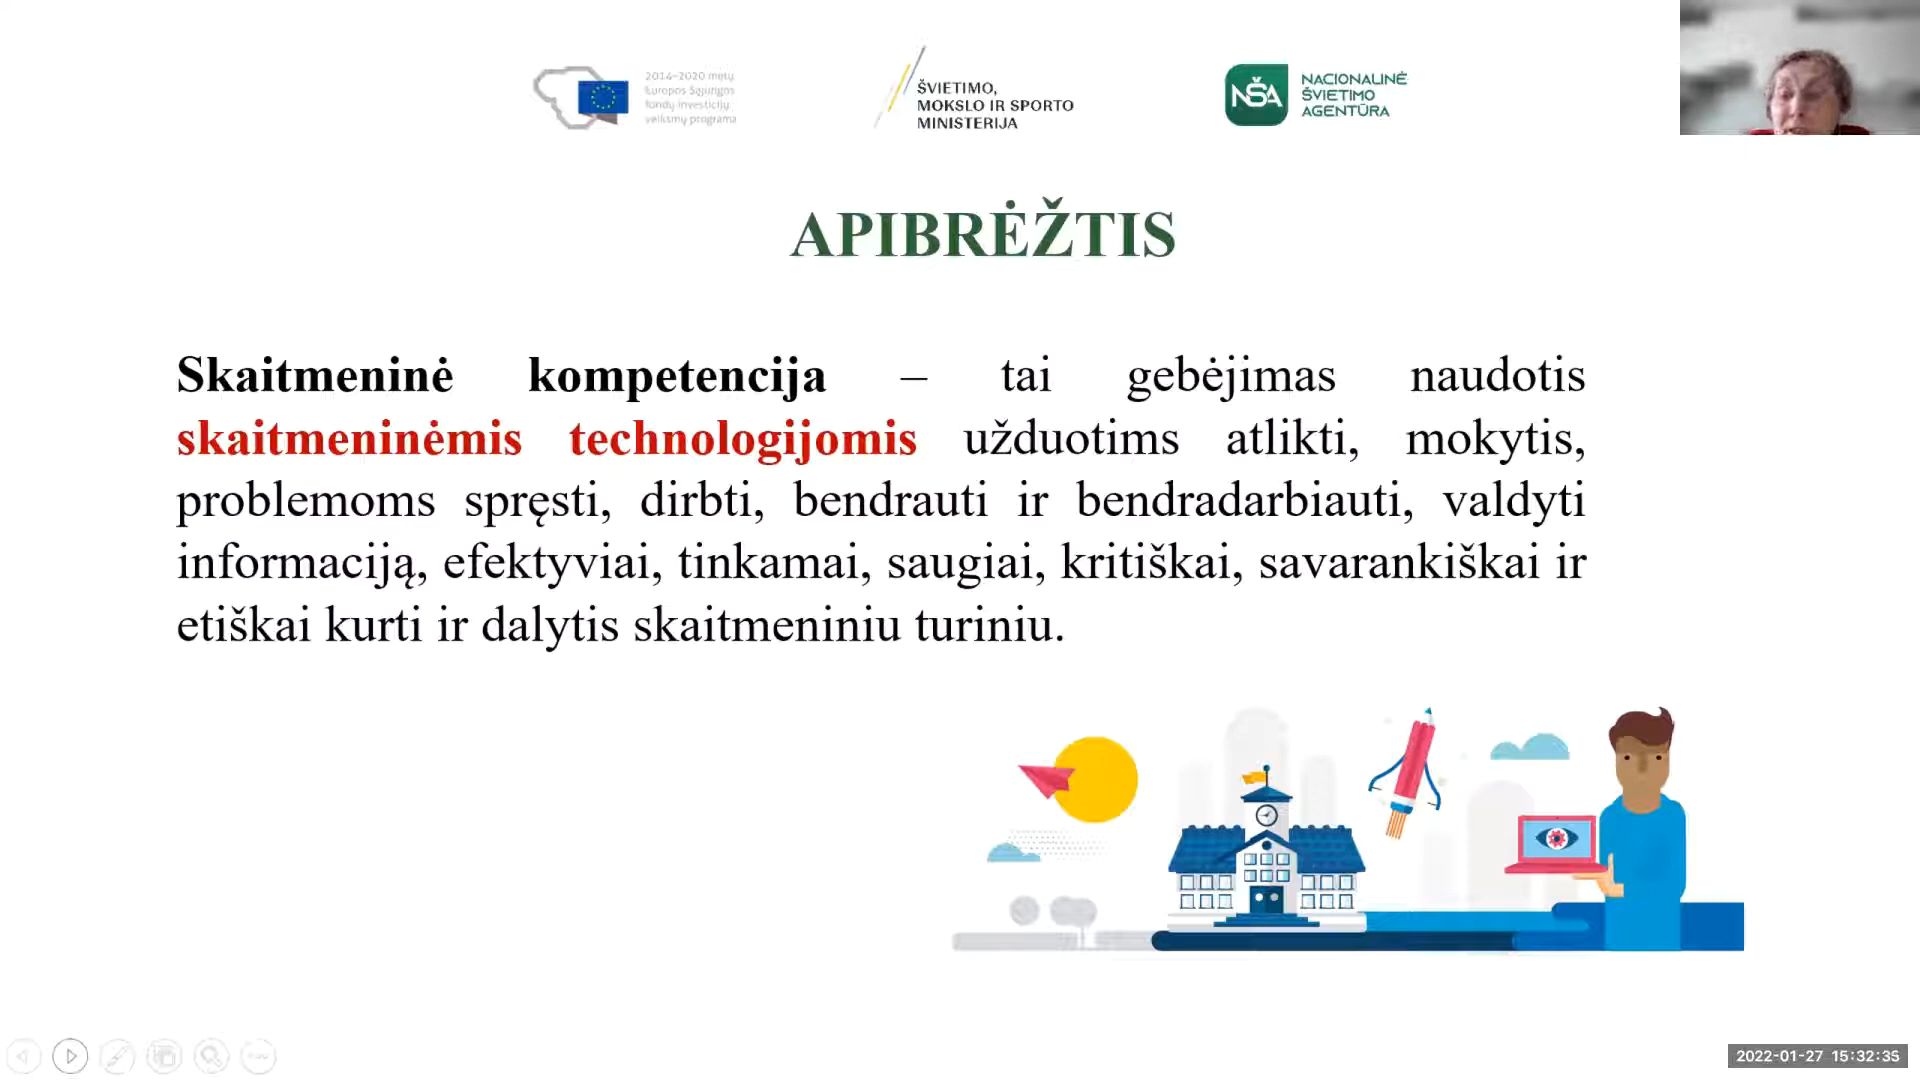 2014–2020 metų
Europos Sąjungos
fondų investicijų
veiksmų programa
ŠVIETIMO,
MOKSLO IR SPORTO
MINISTERIJA
NŠA
NACIONALINĖ
ŠVIETIMO
AGENTŪRA
APIBRĖŽTIS
Skaitmeninė kompetencija – tai gebėjimas naudotis
skaitmeninėmis technologijomis užduotims atlikti, mokytis,
problemoms spręsti, dirbti, bendrauti ir bendradarbiauti, valdyti
informaciją, efektyviai, tinkamai, saugiai, kritiškai, savarankiškai ir
etiškai kurti ir dalytis skaitmeniniu turiniu.
2022-01-27 15:32:35